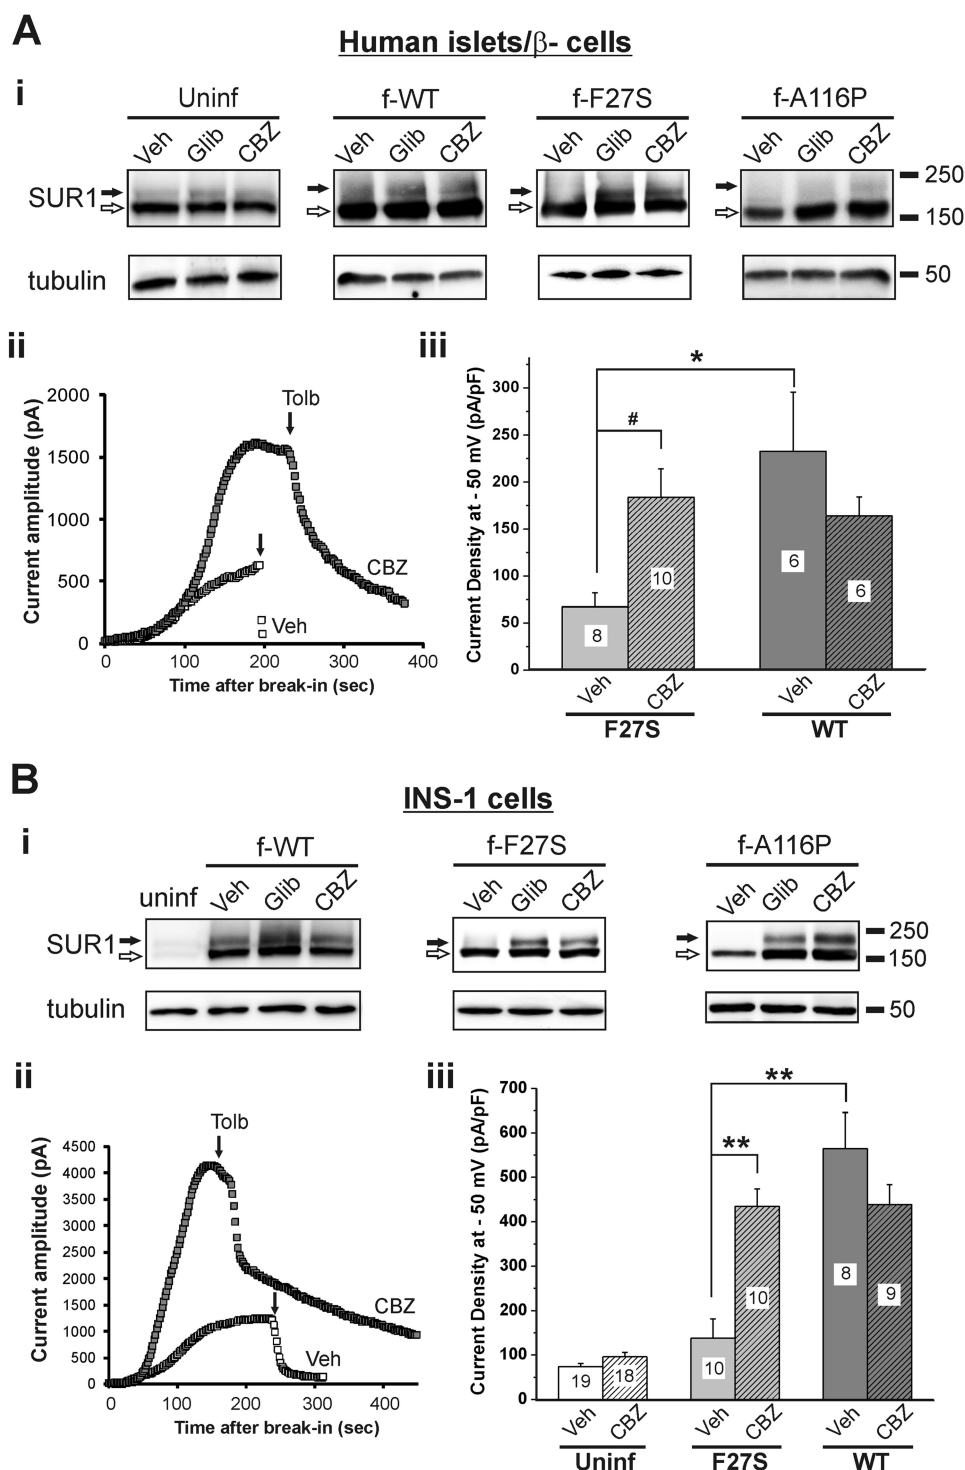 A
Human islets/β- cells
i
Uninf
f-WT
f-F27S
f-A116P
Veh Glib CBZ
Veh Glib CBZ
Veh Glib CBZ
Veh Glib CBZ
SUR1
250
150
tubulin
50
ii
Current amplitude (pA)
2000
1500
1000
500
0
Tolb
CBZ
Veh
0 100 200 300 400
Time after break-in (sec)
iii
Current Density at - 50 mV (pA/pF)
300
250
200
150
100
50
0
*
#
8
10
6
6
Veh CBZ Veh CBZ
F27S WT
B
INS-1 cells
i
f-WT
f-F27S
f-A116P
uninf Veh Glib CBZ
Veh Glib CBZ
Veh Glib CBZ
SUR1
250
150
tubulin
50
ii
Current amplitude (pA)
4500
4000
3500
3000
2500
2000
1500
1000
500
0
Tolb
CBZ
Veh
0 100 200 300 400
Time after break-in (sec)
iii
Current Density at - 50 mV (pA/pF)
700
600
500
400
300
200
100
0
**
**
19
18
10
10
8
9
Veh CBZ Veh CBZ Veh CBZ
Uninf F27S WT